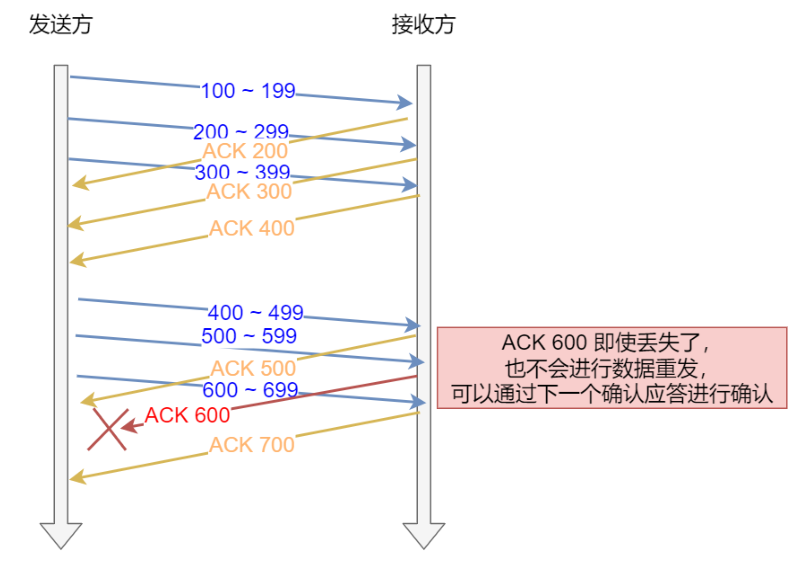 发送方
接收方
100 ~ 199
200 ~ 299
ACK 200
300 ~ 399
ACK 300
ACK 400
400 ~ 499
500 ~ 599
ACK 500
600 ~ 699
ACK 600
ACK 700
ACK 600 即使丢失了，
也不会进行数据重发，
可以通过下一个确认应答进行确认